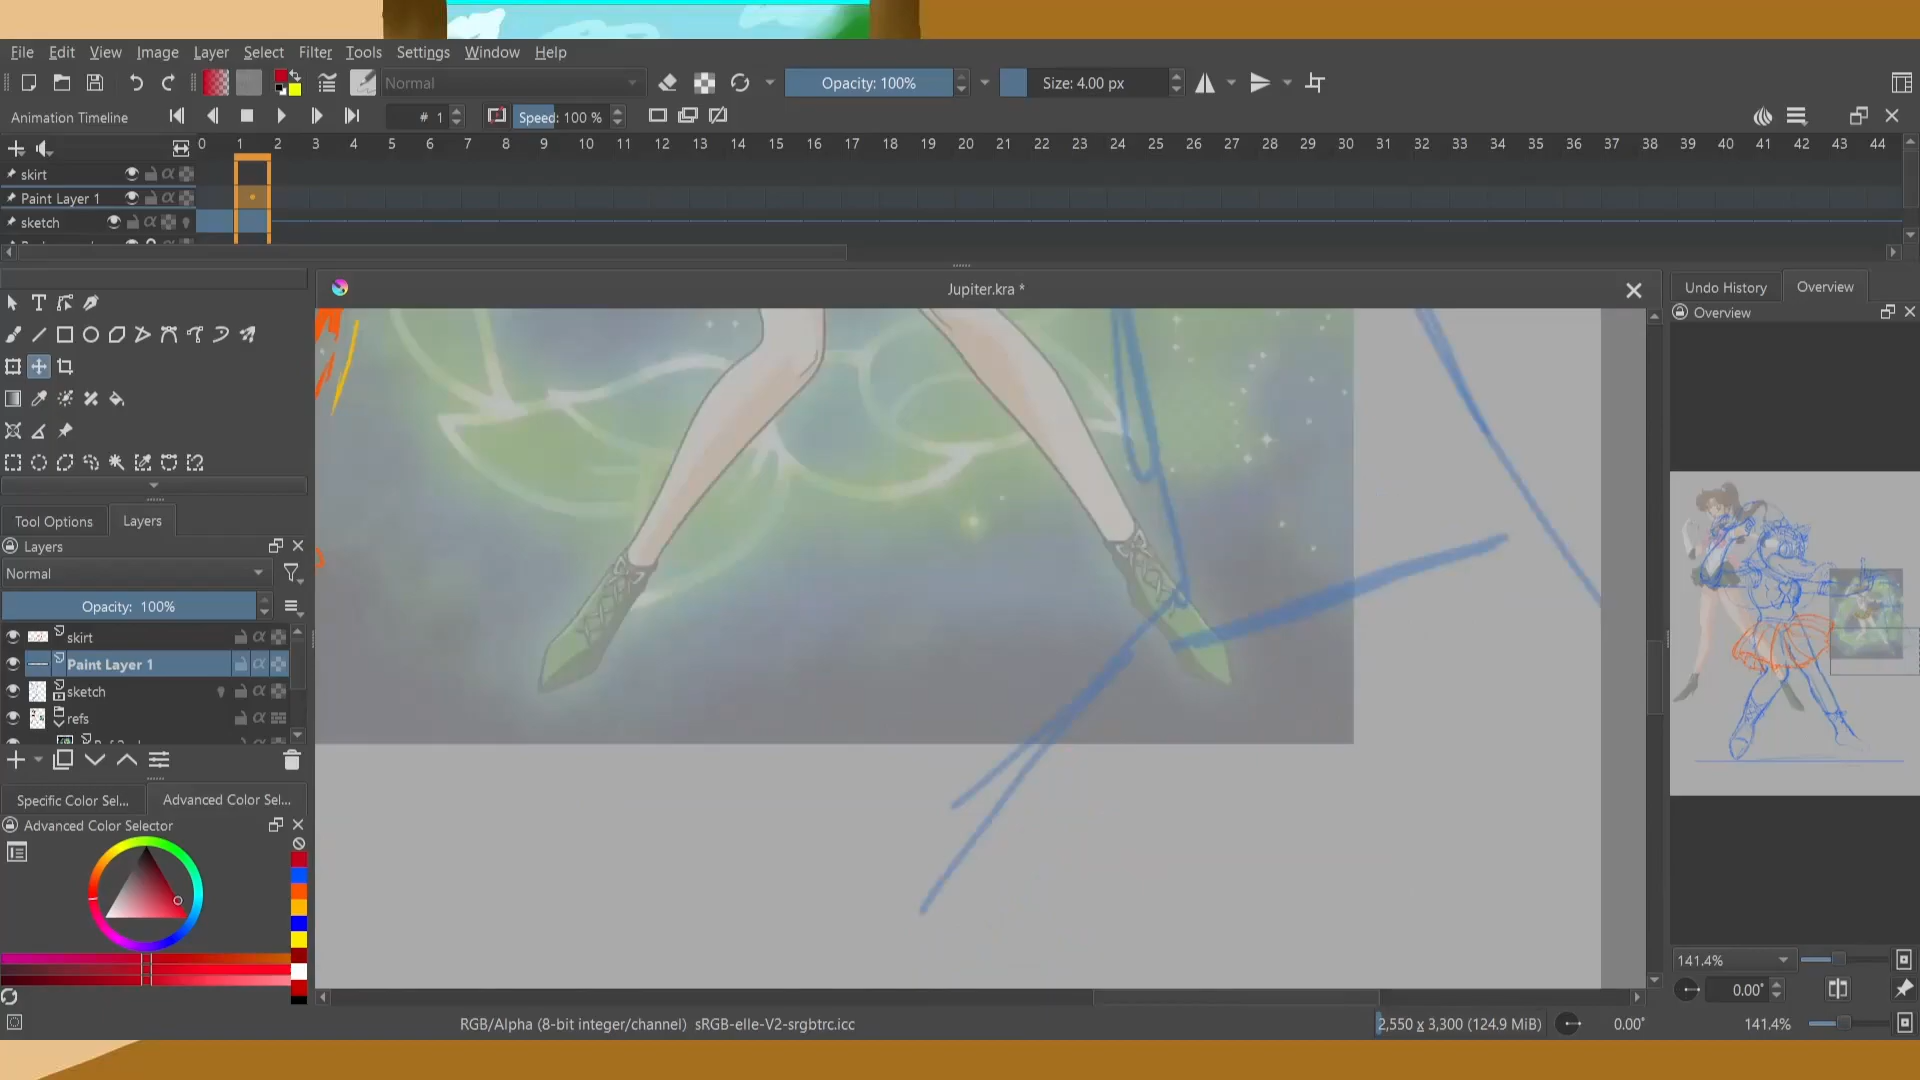 File Edit View Image Layer Select Filter Tools Settings Window Help
Normal Opacity: 100% Size: 4.00 px
Animation Timeline # 1 Speed: 100 %
0 1 2 3 4 5 6 7 8 9 10 11 12 13 14 15 16 17 18 19 20 21 22 23 24 25 26 27 28 29 30 31 32 33 34 35 36 37 38 39 40 41 42 43 44
skirt
Paint Layer 1
sketch
Jupiter.kra *
Undo History Overview
Overview
Tool Options Layers
Layers
Normal
Opacity: 100%
skirt
Paint Layer 1
sketch
refs
Specific Color Sel... Advanced Color Sel...
Advanced Color Selector
141.4%
0.00°
RGB/Alpha (8-bit integer/channel) sRGB-elle-V2-srgbtrc.icc
2,550 x 3,300 (124.9 MiB) 0.00° 141.4%